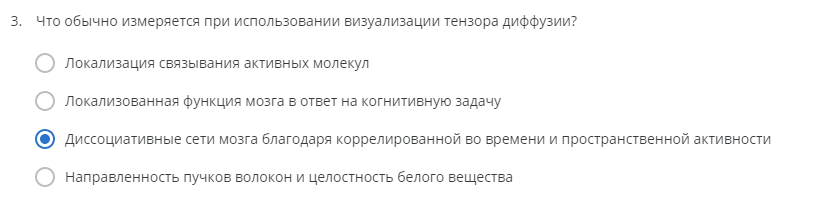 3. Что обычно измеряется при использовании визуализации тензора диффузии?
Локализация связывания активных молекул
Локализованная функция мозга в ответ на когнитивную задачу
Диссоциативные сети мозга благодаря коррелированной во времени и пространственной активности
Направленность пучков волокон и целостность белого вещества